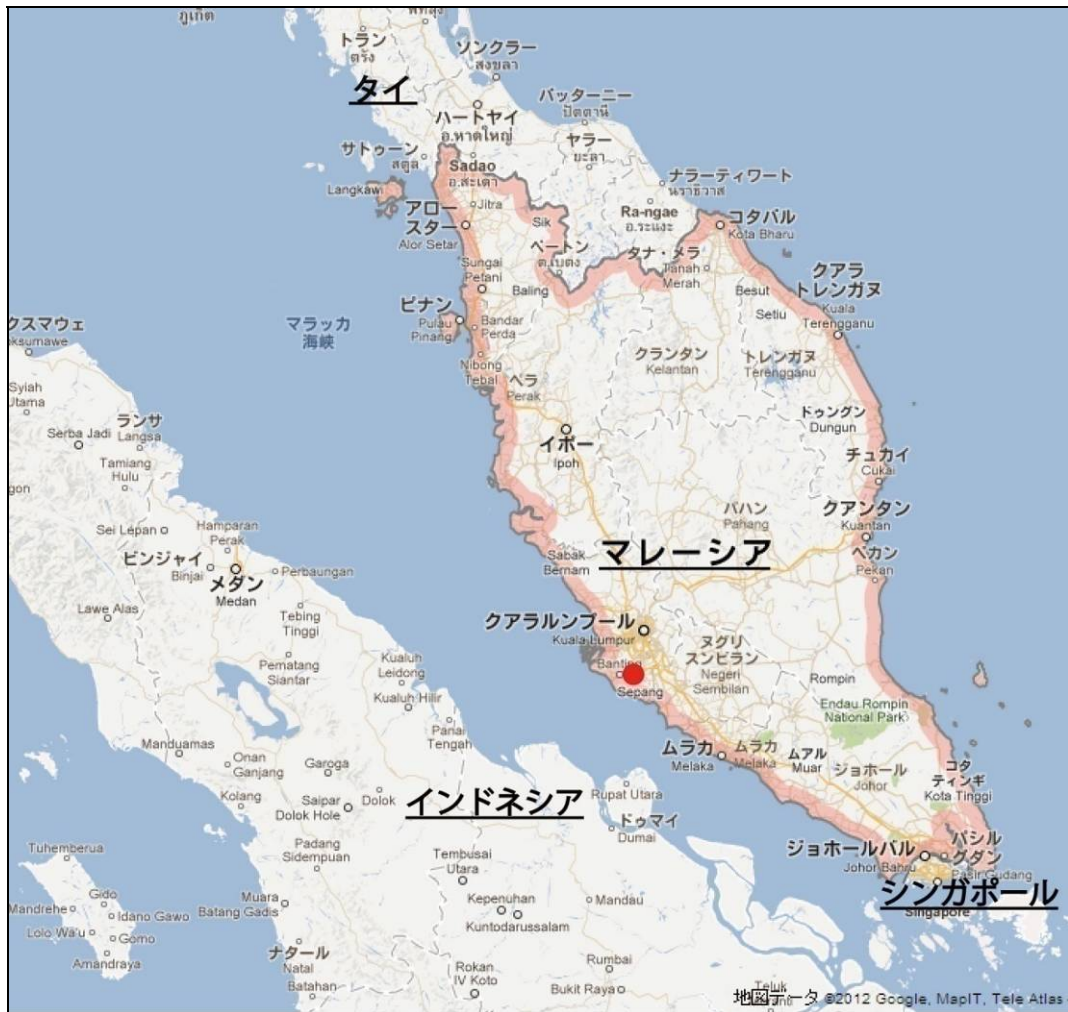 ภูเก็ต
トラン
ตรัง
ソンクラー
สงขลา
タイ
パッターニー
ปัตตานี
ハートヤイ
อ.หาดใหญ่
ヤラー
ยะลา
サトゥーン
สตูล
Sadao
อ.สะเดา
ナラーティワート
นราธิวาส
Langkawi
Jitra
アロー
スター
Alor Setar
Sik
Ra-ngae
อ.ระแงะ
コタバル
Kota Bharu
ベートン
อ.เบตง
タナ・メラ
Tanah
Merah
Sungai
Petani
Baling
Besut
Setiu
クアラ
トレンガヌ
Kuala
Terengganu
クスマウェ
oksumawe
マラッカ
海峡
ピナン
Pulau
Pinang
Bandar
Perda
Nibong
Tebal
ペラ
Perak
クランタン
Kelantan
トレンガヌ
Terengganu
Syiah
Utama
ランサ
Langsa
Serba Jadi
Tamiang
Hulu
gon
イポー
Ipoh
ドゥングン
Dungun
チュカイ
Cukai
Sei Lepan
Hamparan
Perak
ビンジャイ
Binjai
メダン
Medan
Perbaungan
パハン
Pahang
クアンタン
Kuantan
ペカン
Pekan
マレーシア
Sabak
Bernam
Lawe Alas
Tebing
Tinggi
クアラルンプール
Kuala Lumpur
ヌグリ
スンビラン
Negeri
Sembilan
Pematang
Siantar
Kualuh
Leidong
Kualuh Hilir
Banting
Sepang
Rompin
Endau Rompin
National Park
Panai
Tengah
Manduamas
Onan
Ganjang
Garoga
ムラカ
Melaka
ムラカ
Melaka
ムアル
Muar
ジョホール
Johor
コタ
ティンギ
Kota Tinggi
Kolang
Saipar
Dolok Hole
Dolok
インドネシア
Rupat Utara
ドゥマイ
Dumai
Padang
Sidempuan
Tuhemberua
Tembusai
Utara
ジョホールバル
Johor Bahru
パシル
グダン
Pasir Gudang
シンガポール
Singapore
Gido
Mandrehe
Idano Gawo
Lolo Wa'u
Gomo
Amandraya
Muara
Batang Gadis
Kepenuhan
Kuntodarussalam
Mandau
ナタール
Natal
Batahan
Rokan
IV Koto
Rumbai
Bukit Raya
Teluk
地図データ ©2012 Google, MapIT, Tele Atlas